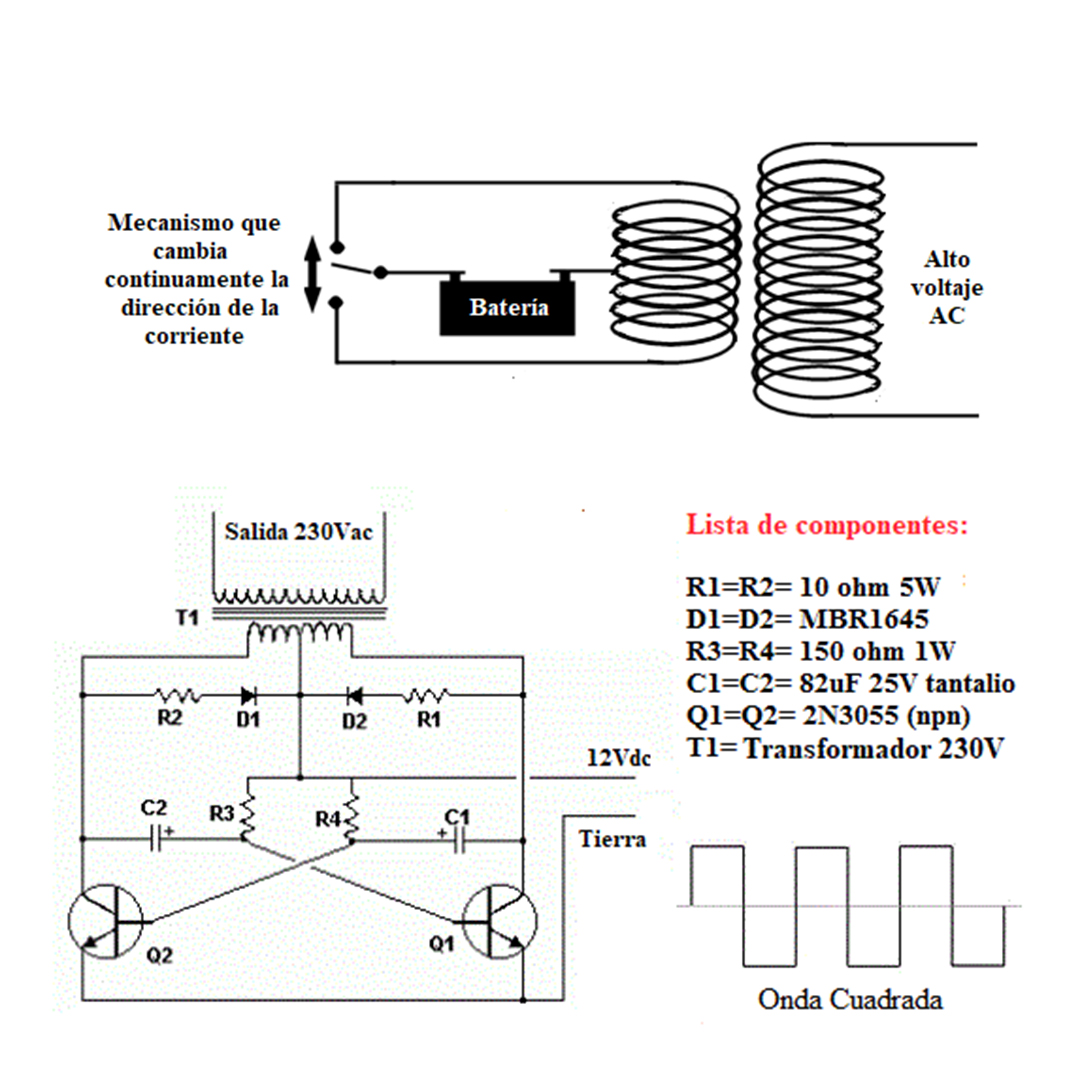 Mecanismo que
cambia
continuamente la
dirección de la
corriente
Batería
Alto
voltaje
AC
Salida 230Vac
T1
R2
D1
D2
R1
12Vdc
C2
R3
R4
C1
Tierra
Q2
Q1
Lista de componentes:
R1=R2= 10 ohm 5W
D1=D2= MBR1645
R3=R4= 150 ohm 1W
C1=C2= 82uF 25V tantalio
Q1=Q2= 2N3055 (npn)
T1= Transformador 230V
Onda Cuadrada